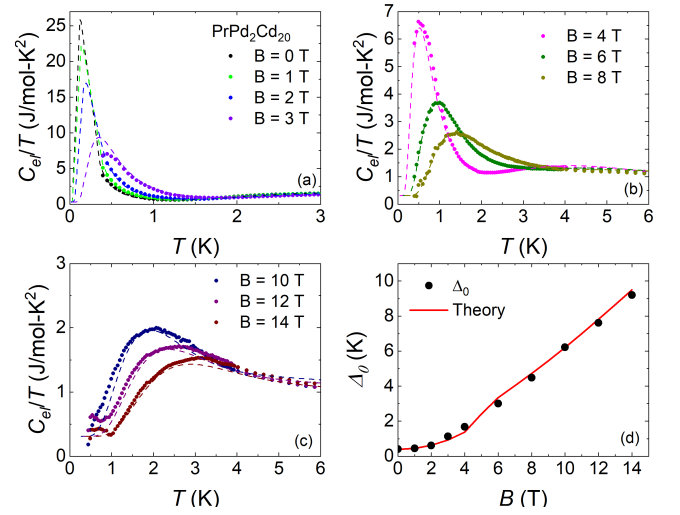 PrPd₂Cd₂₀
B = 0 T
B = 1 T
B = 2 T
B = 3 T
(a)
C_el/T (J/mol-K²)
0
5
10
15
20
25
0
1
2
3
T (K)
B = 4 T
B = 6 T
B = 8 T
(b)
C_el/T (J/mol-K²)
0
1
2
3
4
5
6
7
0
1
2
3
4
5
6
T (K)
B = 10 T
B = 12 T
B = 14 T
(c)
C_el/T (J/mol-K²)
0
1
2
3
0
1
2
3
4
5
6
T (K)
Δ₀
Theory
(d)
Δ₀ (K)
0
2
4
6
8
10
0
2
4
6
8
10
12
14
B (T)